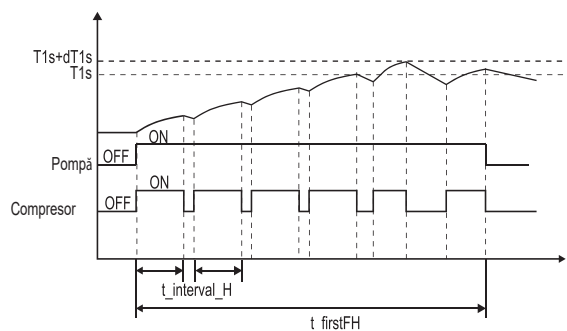 T1s+dT1s
T1s
ON
OFF
Pompă
ON
OFF
Compresor
t_interval_H
t_firstFH